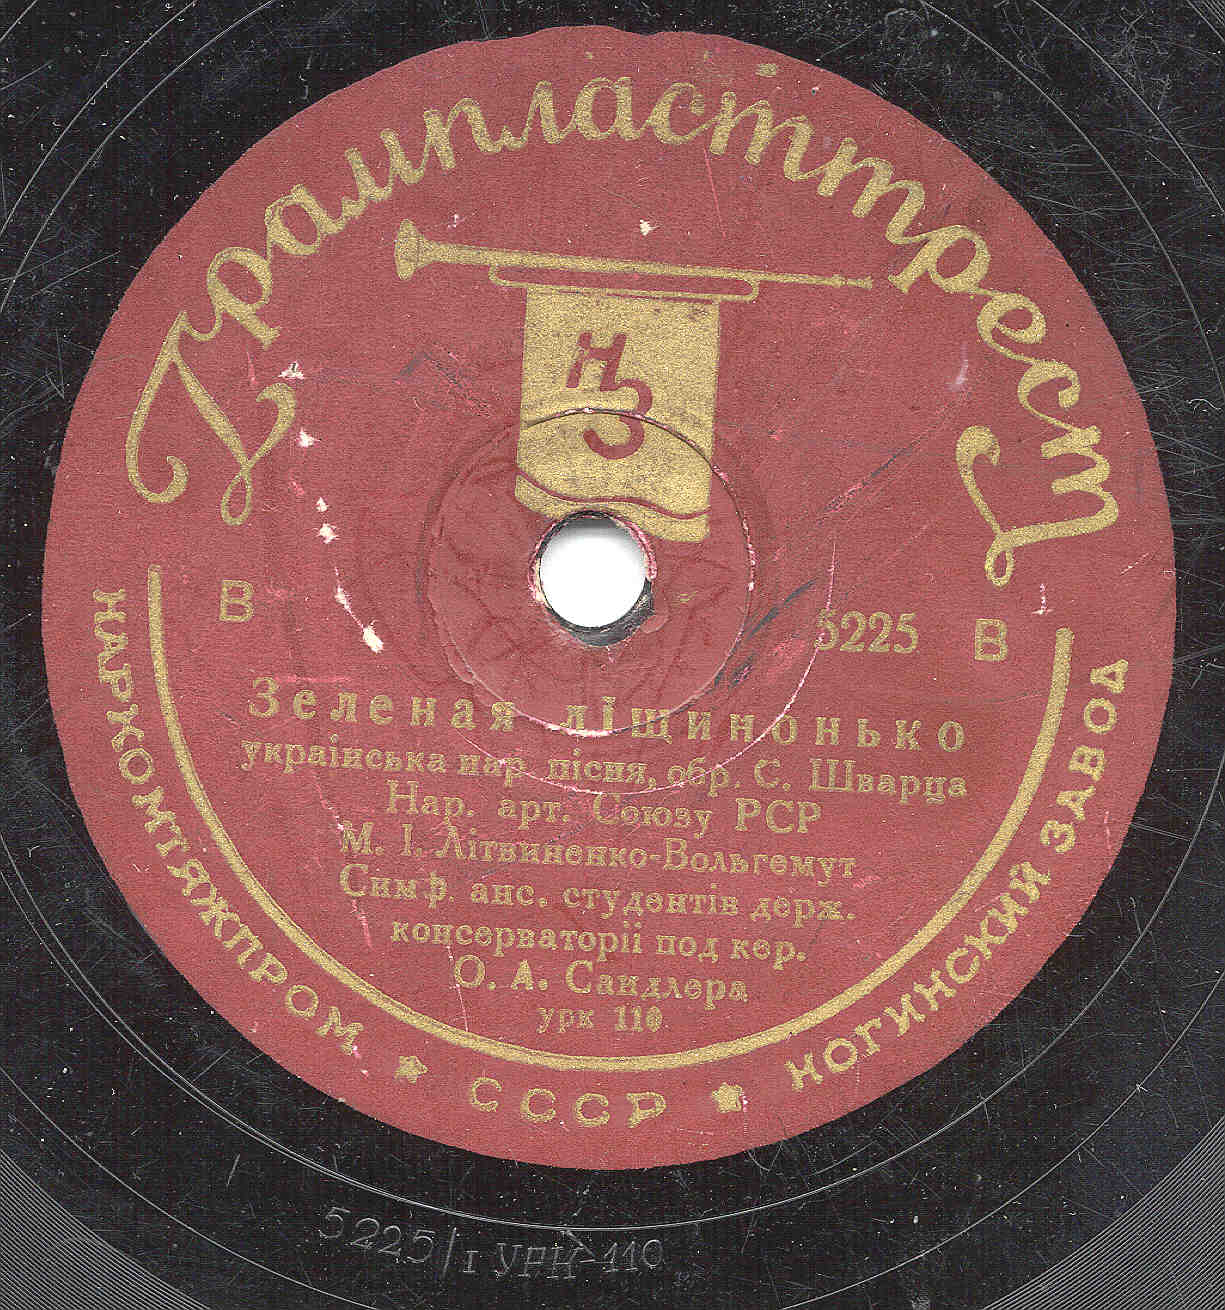 Грампласттрест
НЗ
В 5225 В
Зеленая ліщинонько
українська нар. пісня, обр. С. Шварца
Нар. арт. Союзу РСР
М. І. Літвиненко-Вольгемут
Симф. анс. студентів держ.
консерваторії под кер.
О. А. Сандлера
урк 110
НАРКОМТЯЖПРОМ ★ СССР ★ НОГИНСКИЙ ЗАВОД
5225/1 УРК-110